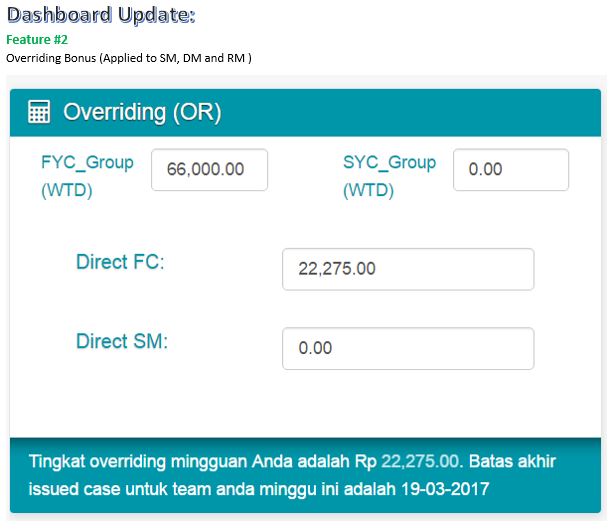 Dashboard Update:
Feature #2
Overriding Bonus (Applied to SM, DM and RM )
Overriding (OR)
FYC_Group (WTD) 66,000.00 SYC_Group (WTD) 0.00
Direct FC: 22,275.00
Direct SM: 0.00
Tingkat overriding mingguan Anda adalah Rp 22,275.00. Batas akhir
issued case untuk team anda minggu ini adalah 19-03-2017